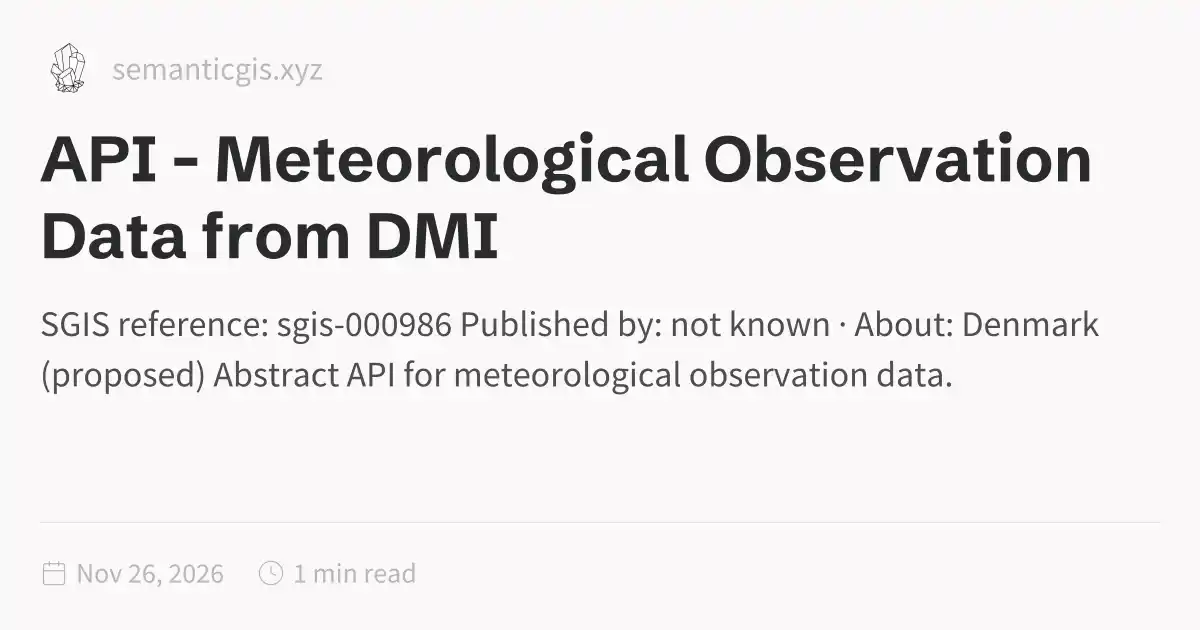 semanticgis.xyz
API - Meteorological Observation
Data from DMI
SGIS reference: sgis-000986 Published by: not known · About: Denmark
(proposed) Abstract API for meteorological observation data.
Nov 26, 2026 1 min read